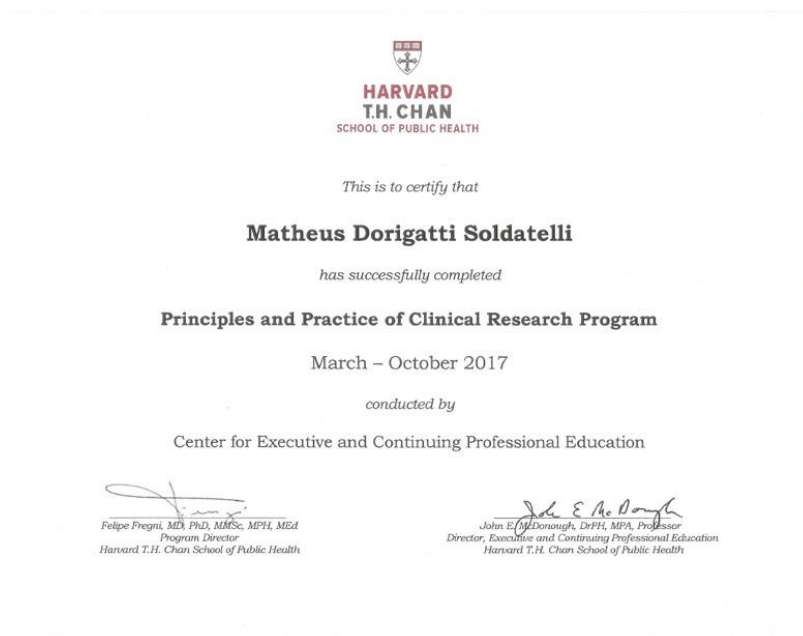 HARVARD
T.H. CHAN
SCHOOL OF PUBLIC HEALTH
This is to certify that
Matheus Dorigatti Soldatelli
has successfully completed
Principles and Practice of Clinical Research Program
March – October 2017
conducted by
Center for Executive and Continuing Professional Education
Felipe Fregni, MD, PhD, MMSc, MPH, MEd
Program Director
Harvard T.H. Chan School of Public Health
John E McDonough
John E. McDonough, DrPH, MPA, Professor
Director, Executive and Continuing Professional Education
Harvard T.H. Chan School of Public Health